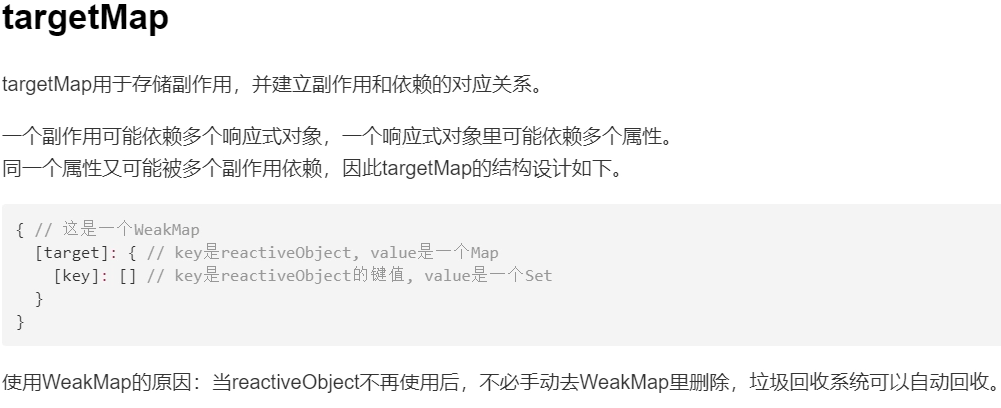 targetMap
targetMap用于存储副作用，并建立副作用和依赖的对应关系。
一个副作用可能依赖多个响应式对象，一个响应式对象里可能依赖多个属性。
同一个属性又可能被多个副作用依赖，因此targetMap的结构设计如下。
{ // 这是一个WeakMap
  [target]: { // key是reactiveObject, value是一个Map
    [key]: [] // key是reactiveObject的键值, value是一个Set
  }
}
使用WeakMap的原因：当reactiveObject不再使用后，不必手动去WeakMap里删除，垃圾回收系统可以自动回收。